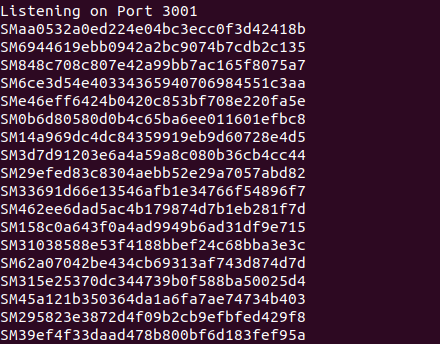 Listening on Port 3001
SMaa0532a0ed224e04bc3ecc0f3d42418b
SM6944619ebb0942a2bc9074b7cdb2c135
SM848c708c807e42a99bb7ac165f8075a7
SM6ce3d54e40334365940706984551c3aa
SMe46eff6424b0420c853bf708e220fa5e
SM0b6d80580d0b4c65ba6ee011601efbc8
SM14a969dc4dc84359919eb9d60728e4d5
SM3d7d91203e6a4a59a8c080b36cb4cc44
SM29efed83c8304aebb52e29a7057abd82
SM33691d66e13546afb1e34766f54896f7
SM462ee6dad5ac4b179874d7b1eb281f7d
SM158c0a643f0a4ad9949b6ad31df9e715
SM31038588e53f4188bbef24c68bba3e3c
SM62a07042be434cb69313af743d874d7d
SM315e25370dc344739b0f588ba50025d4
SM45a121b350364da1a6fa7ae74734b403
SM295823e3872d4f09b2cb9efbfed429f8
SM39ef4f33daad478b800bf6d183fef95a